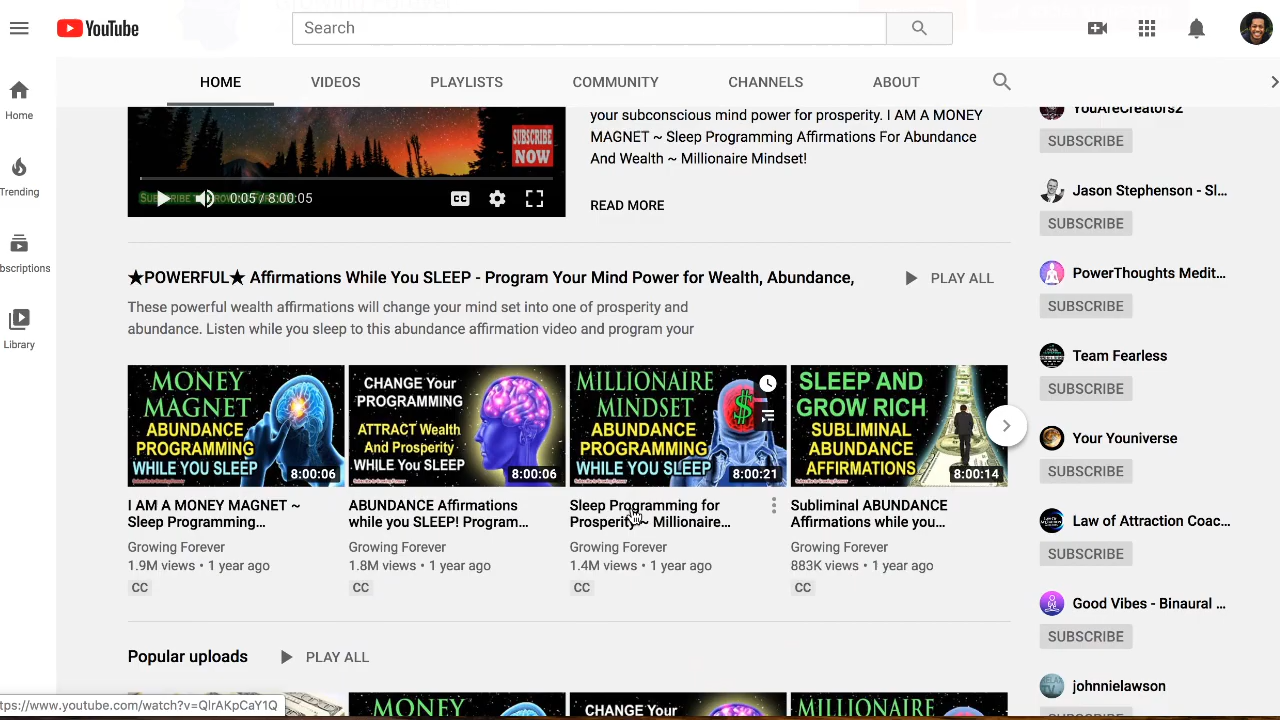 YouTube
Search
HOME
VIDEOS
PLAYLISTS
COMMUNITY
CHANNELS
ABOUT
Home
Trending
bscriptions
Library
SUBSCRIBE
NOW
0:05 / 8:00:05
CC
your subconscious mind power for prosperity. I AM A MONEY
MAGNET ~ Sleep Programming Affirmations For Abundance
And Wealth ~ Millionaire Mindset!
READ MORE
★POWERFUL★ Affirmations While You SLEEP - Program Your Mind Power for Wealth, Abundance,
PLAY ALL
These powerful wealth affirmations will change your mind set into one of prosperity and
abundance. Listen while you sleep to this abundance affirmation video and program your
MONEY
MAGNET
ABUNDANCE
PROGRAMMING
WHILE YOU SLEEP
8:00:06
I AM A MONEY MAGNET ~
Sleep Programming...
Growing Forever
1.9M views • 1 year ago
CC
CHANGE Your
PROGRAMMING
ATTRACT Wealth
And Prosperity
WHILE You SLEEP
8:00:06
ABUNDANCE Affirmations
while you SLEEP! Program...
Growing Forever
1.8M views • 1 year ago
CC
MILLIONAIRE
MINDSET
ABUNDANCE
PROGRAMMING
WHILE YOU SLEEP
$
8:00:21
Sleep Programming for
Prosperity ~ Millionaire...
Growing Forever
1.4M views • 1 year ago
CC
SLEEP AND
GROW RICH
SUBLIMINAL
ABUNDANCE
AFFIRMATIONS
8:00:14
Subliminal ABUNDANCE
Affirmations while you...
Growing Forever
883K views • 1 year ago
CC
Popular uploads
PLAY ALL
MONEY
CHANGE Your
MILLIONAIRE
YouAreCreators2
SUBSCRIBE
Jason Stephenson - Sl...
SUBSCRIBE
PowerThoughts Medit...
SUBSCRIBE
Team Fearless
SUBSCRIBE
Your Youniverse
SUBSCRIBE
Law of Attraction Coac...
SUBSCRIBE
Good Vibes - Binaural ...
SUBSCRIBE
johnnielawson
SUBSCRIBE
tps://www.youtube.com/watch?v=QIrAKpCaY1Q